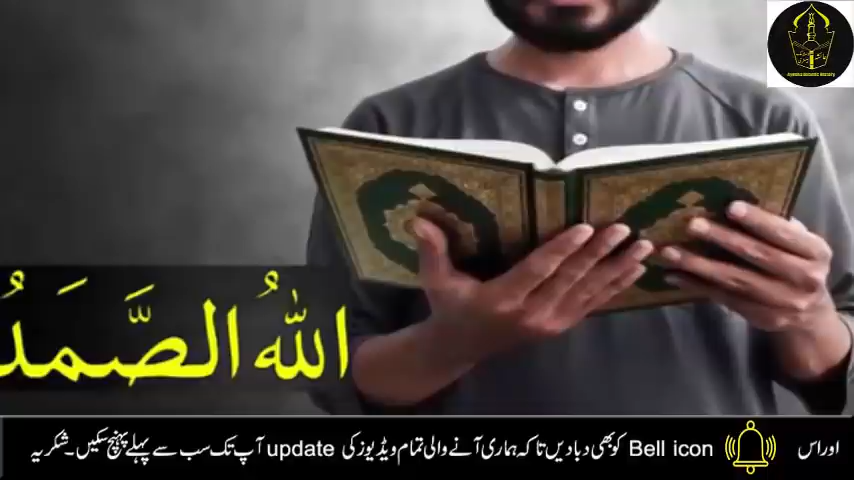 اللهُ الصَّمَدُ
اور اس Bell icon کو بھی دبا دیں تاکہ ہماری آنے والی تمام ویڈیوز کی update آپ تک سب سے پہلے پہنچ سکیں۔ شکریہ